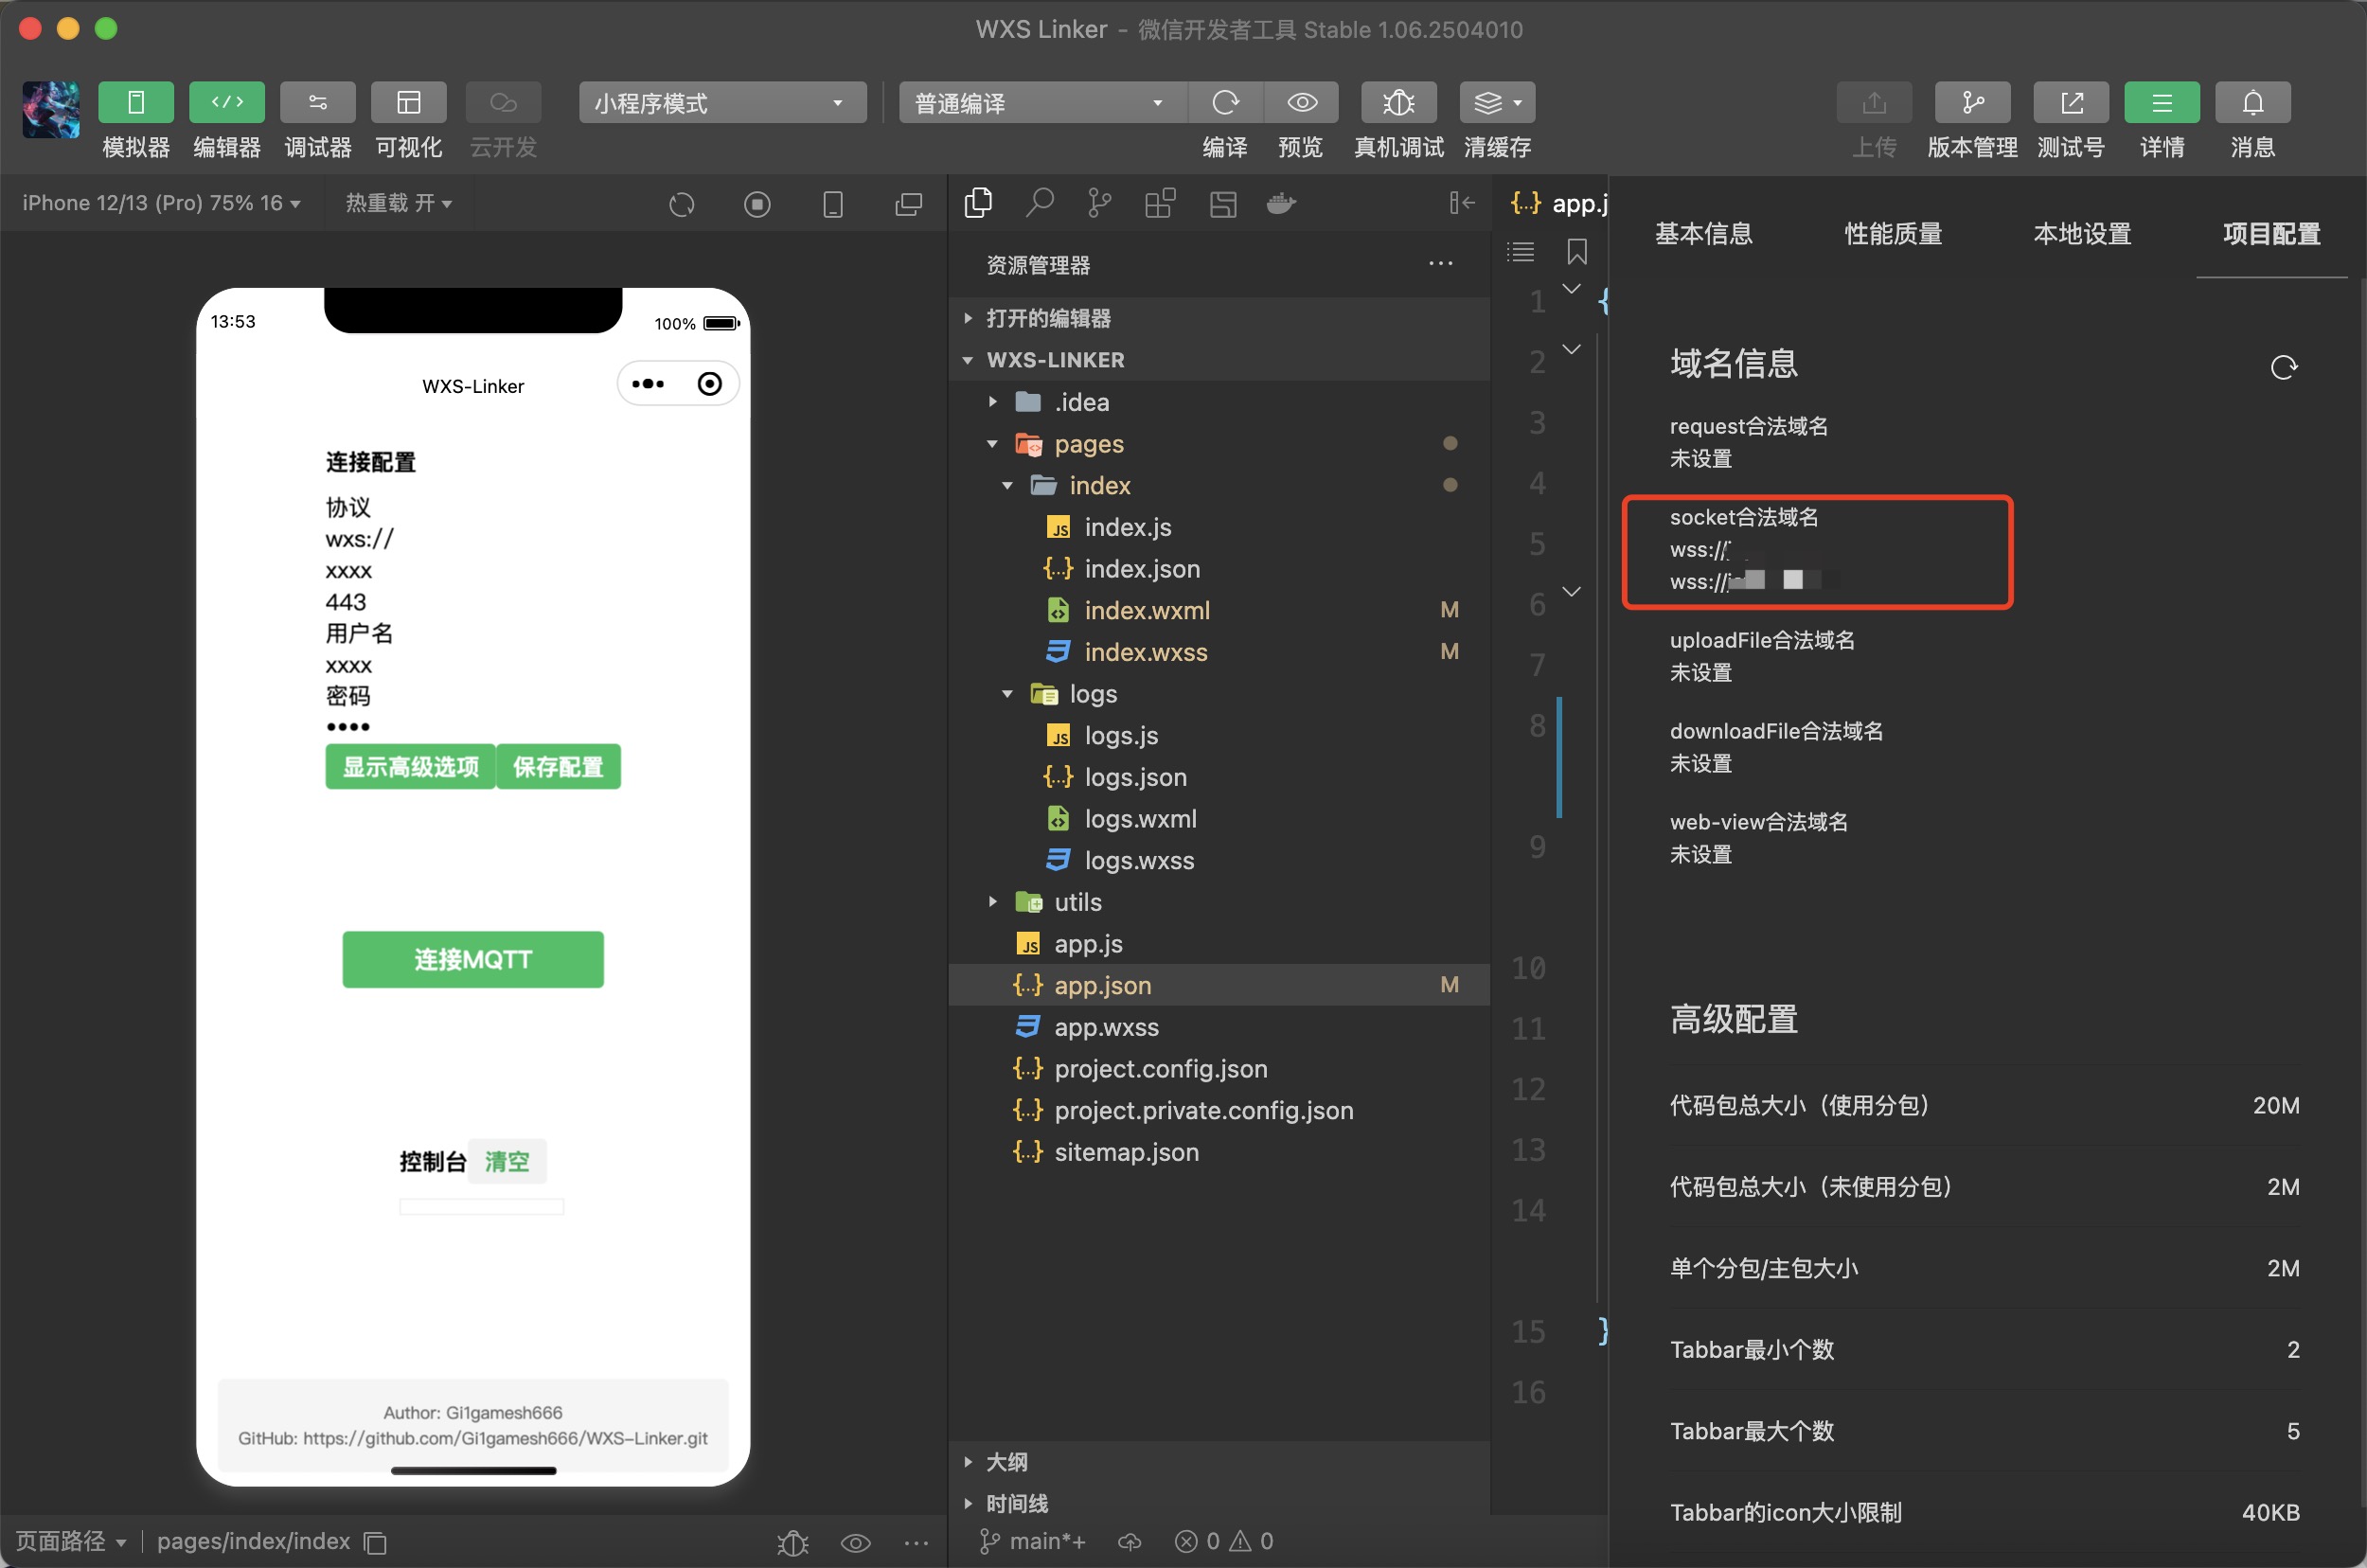 WXS Linker – 微信开发者工具 Stable 1.06.2504010
模拟器 编辑器 调试器 可视化 云开发
小程序模式
普通编译
编译 预览 真机调试 清缓存
上传 版本管理 测试号 详情 消息
iPhone 12/13 (Pro) 75% 16
热重载 开
13:53
100%
WXS-Linker
连接配置
协议
wxs://
xxxx
443
用户名
xxxx
密码
••••
显示高级选项 保存配置
连接MQTT
控制台 清空
Author: Gi1gamesh666
GitHub: https://github.com/Gi1gamesh666/WXS-Linker.git
页面路径 pages/index/index
资源管理器
打开的编辑器
WXS-LINKER
.idea
pages
index
index.js
index.json
index.wxml M
index.wxss M
logs
logs.js
logs.json
logs.wxml
logs.wxss
utils
app.js
app.json M
app.wxss
project.config.json
project.private.config.json
sitemap.json
大纲
时间线
main*+ 0 0
{...} app.j
1 {
2
3
4
5
6
7
8
9
10
11
12
13
14
15 }
16
基本信息 性能质量 本地设置 项目配置
域名信息
request合法域名
未设置
socket合法域名
wss://
wss://
uploadFile合法域名
未设置
downloadFile合法域名
未设置
web-view合法域名
未设置
高级配置
代码包总大小（使用分包） 20M
代码包总大小（未使用分包） 2M
单个分包/主包大小 2M
Tabbar最小个数 2
Tabbar最大个数 5
Tabbar的icon大小限制 40KB